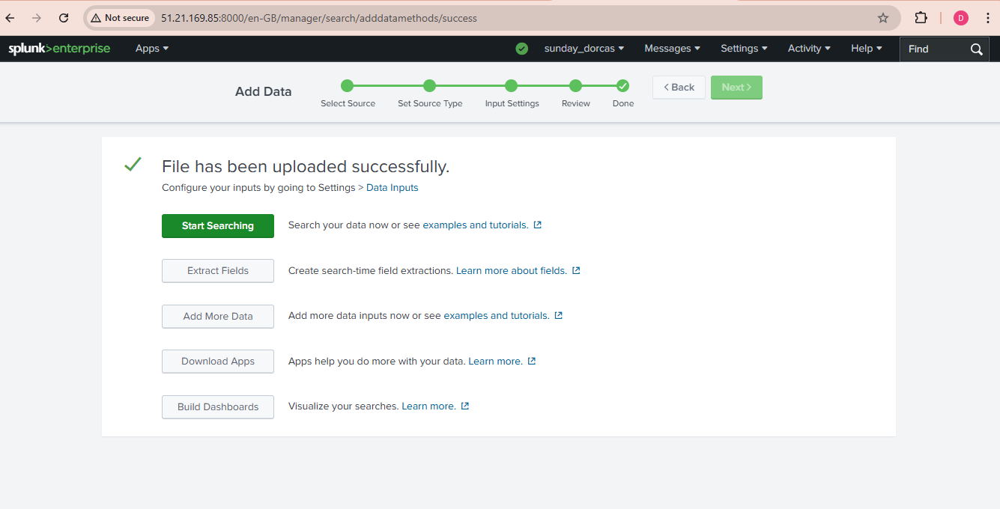 Not secure 51.21.169.85:8000/en-GB/manager/search/adddatamethods/success D
splunk>enterprise Apps sunday_dorcas Messages Settings Activity Help Find
Add Data
Select Source Set Source Type Input Settings Review Done
< Back Next >
File has been uploaded successfully.
Configure your inputs by going to Settings > Data Inputs
Start Searching Search your data now or see examples and tutorials.
Extract Fields Create search-time field extractions. Learn more about fields.
Add More Data Add more data inputs now or see examples and tutorials.
Download Apps Apps help you do more with your data. Learn more.
Build Dashboards Visualize your searches. Learn more.